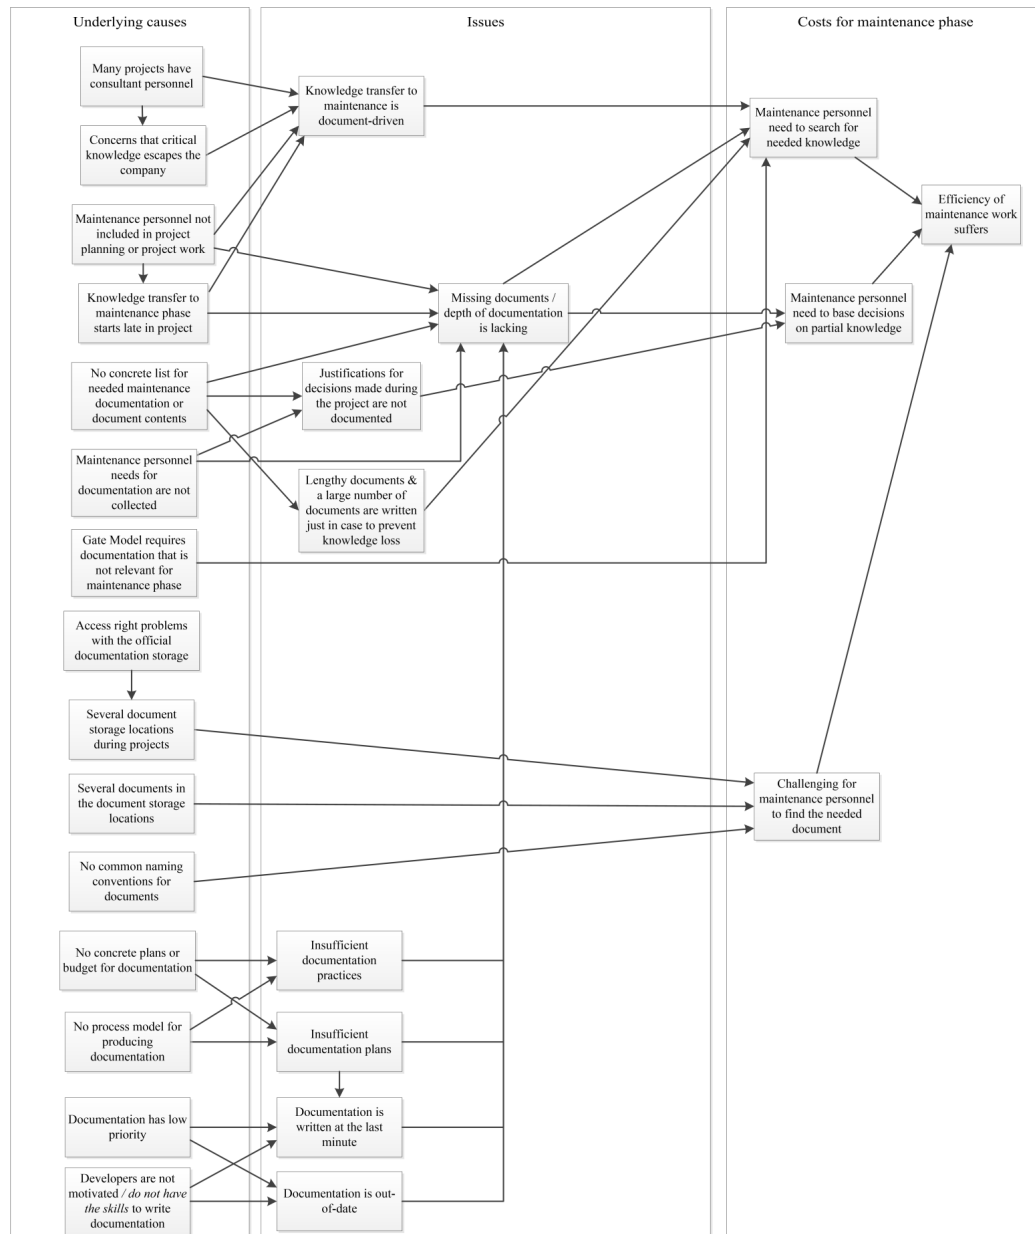 Underlying causes
Issues
Costs for maintenance phase
Many projects have
consultant personnel
Concerns that critical
knowledge escapes the
company
Maintenance personnel not
included in project
planning or project work
Knowledge transfer to
maintenance phase
starts late in project
No concrete list for
needed maintenance
documentation or
document contents
Maintenance personnel
needs for
documentation are not
collected
Gate Model requires
documentation that is
not relevant for
maintenance phase
Access right problems
with the official
documentation storage
Several document
storage locations
during projects
Several documents in
the document storage
locations
No common naming
conventions for
documents
No concrete plans or
budget for documentation
No process model for
producing
documentation
Documentation has low
priority
Developers are not
motivated / do not have
the skills to write
documentation
Knowledge transfer to
maintenance is
document-driven
Missing documents /
depth of documentation
is lacking
Justifications for
decisions made during
the project are not
documented
Lengthy documents &
a large number of
documents are written
just in case to prevent
knowledge loss
Insufficient
documentation
practices
Insufficient
documentation plans
Documentation is
written at the last
minute
Documentation is out-
of-date
Maintenance personnel
need to search for
needed knowledge
Efficiency of
maintenance work
suffers
Maintenance personnel
need to base decisions
on partial knowledge
Challenging for
maintenance personnel
to find the needed
document